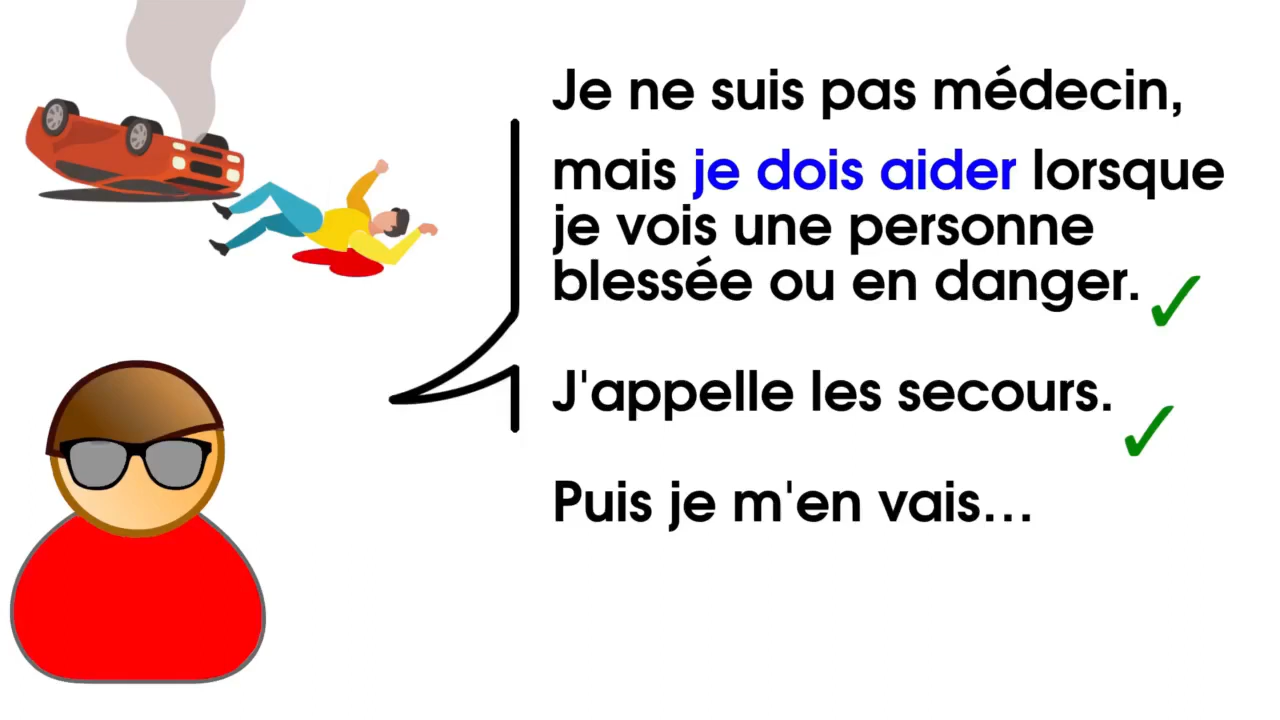 Je ne suis pas médecin,
mais je dois aider lorsque
je vois une personne
blessée ou en danger.
J'appelle les secours.
Puis je m'en vais…